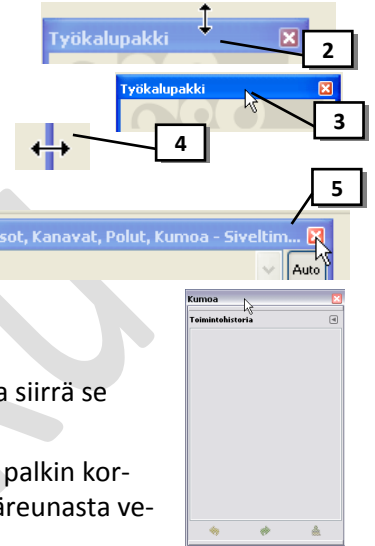 Työkalupakki
2
Työkalupakki
3
4
5
sot, Kanavat, Polut, Kumoa - Siveltim...
Auto
Kumoa
Toimintohistoria
a siirrä se
palkin kor-
äreunasta ve-